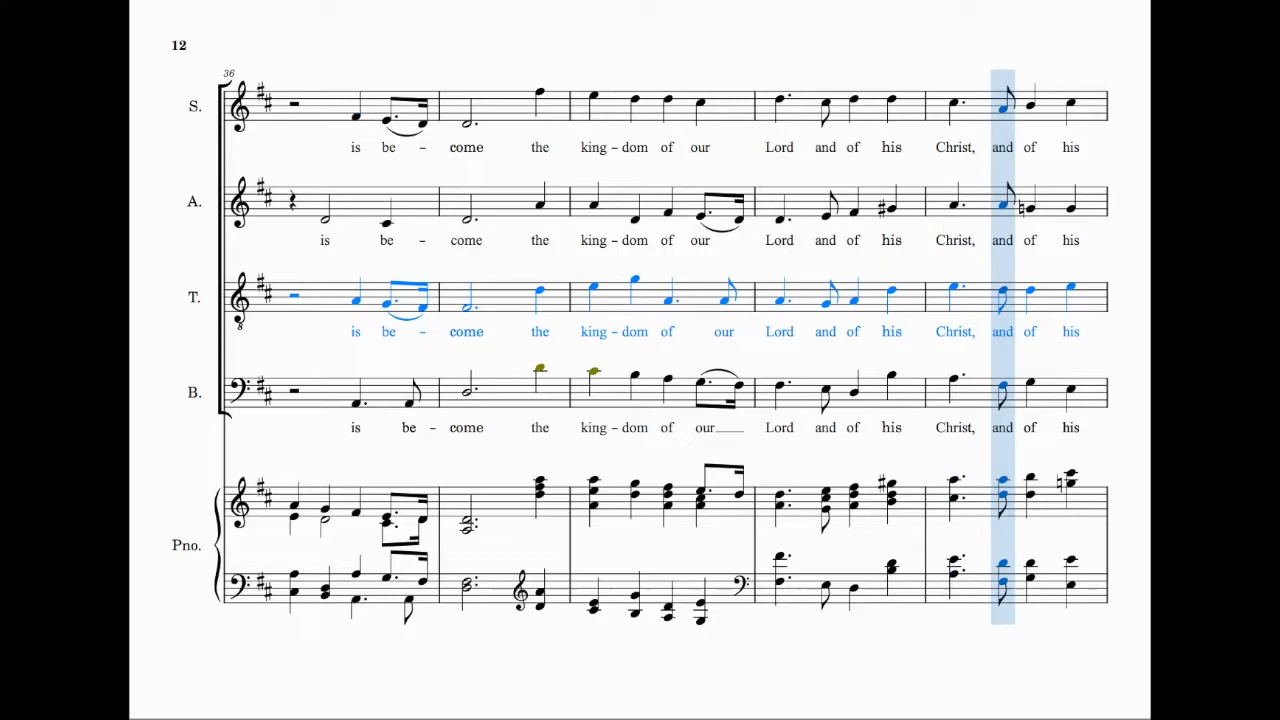 12
36
S.
is be - come the king - dom of our Lord and of his Christ, and of his
A.
is be - come the king - dom of our Lord and of his Christ, and of his
T.
is be - come the king - dom of our Lord and of his Christ, and of his
B.
is be - come the king - dom of our___ Lord and of his Christ, and of his
Pno.